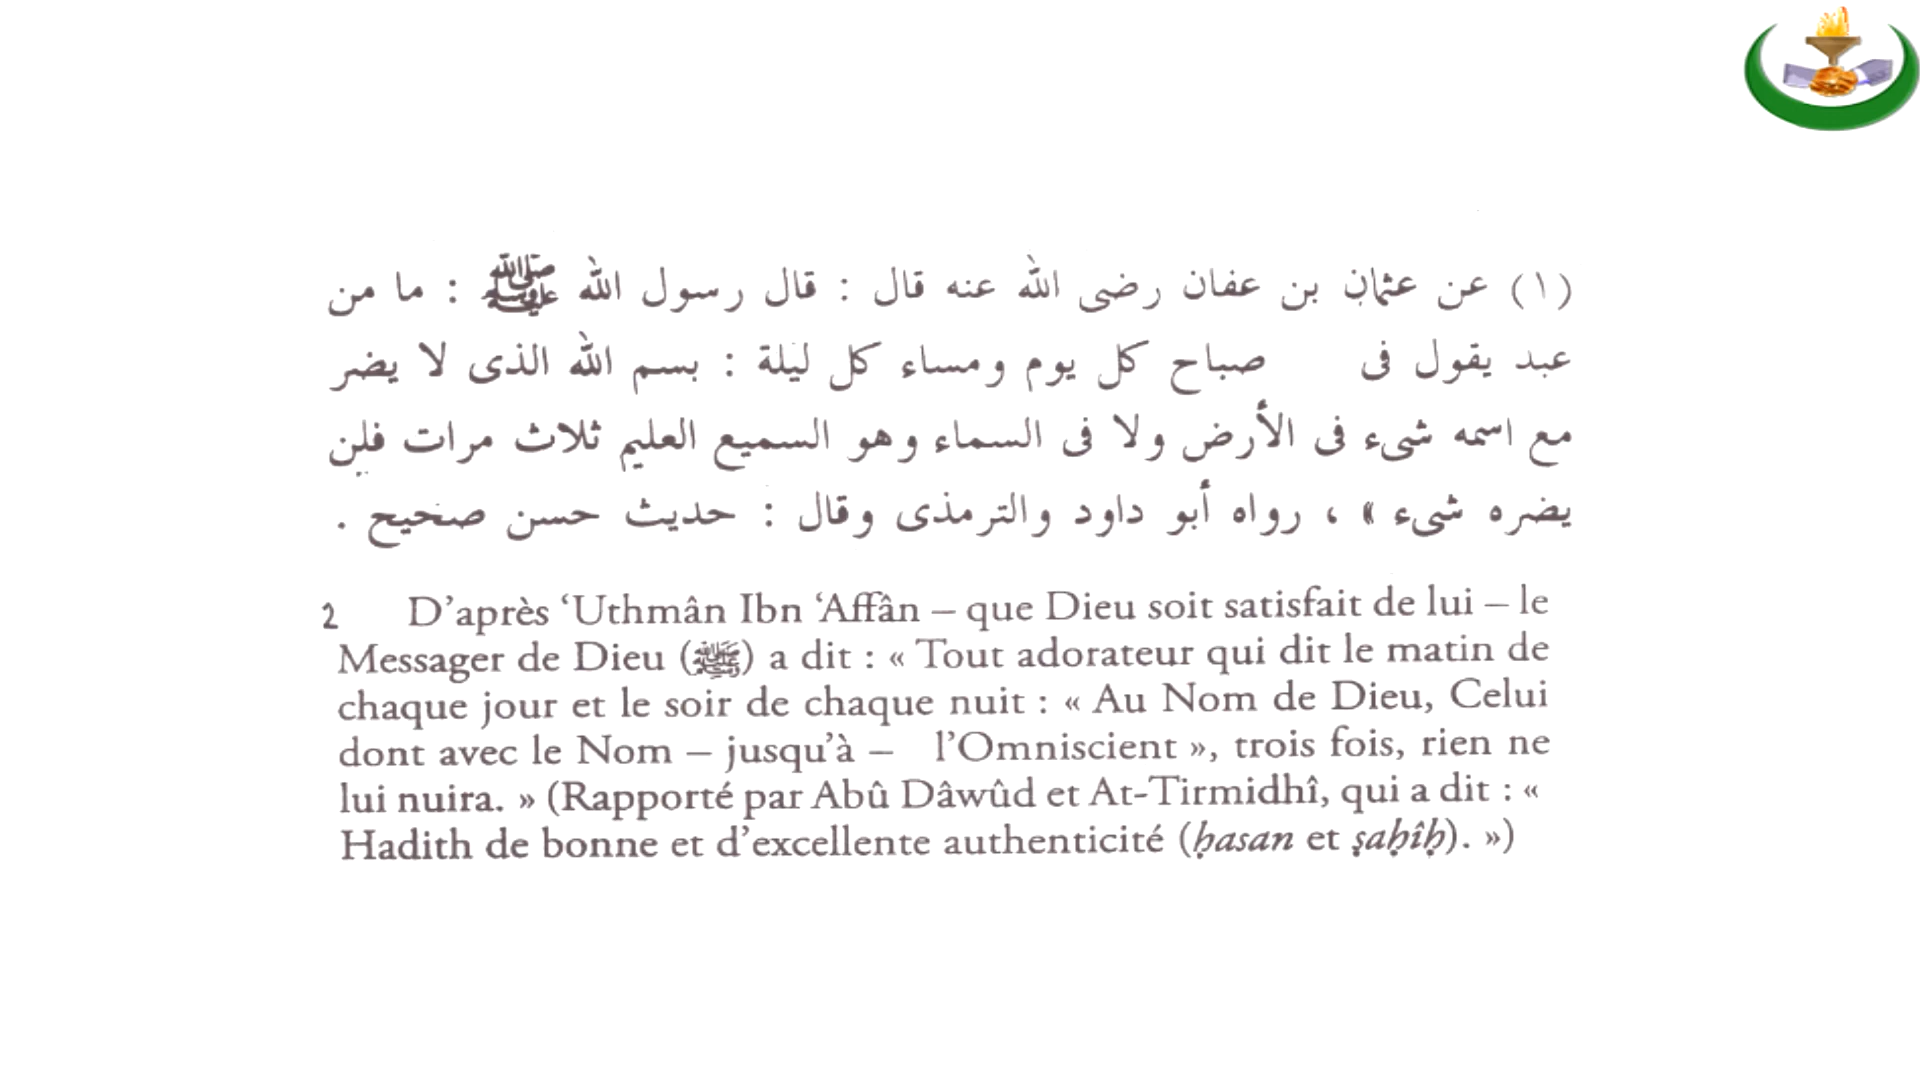 (١) عن عثمان بن عفان رضى الله عنه قال : قال رسول الله ﷺ : ما من
عبد يقول فى صباح كل يوم ومساء كل ليلة : بسم الله الذى لا يضر
مع اسمه شىء فى الأرض ولا فى السماء وهو السميع العليم ثلاث مرات فلن
يضره شىء » ، رواه أبو داود والترمذى وقال : حديث حسن صحيح .
2 D’après ‘Uthmân Ibn ‘Affân – que Dieu soit satisfait de lui – le
Messager de Dieu (ﷺ) a dit : « Tout adorateur qui dit le matin de
chaque jour et le soir de chaque nuit : « Au Nom de Dieu, Celui
dont avec le Nom – jusqu’à – l’Omniscient », trois fois, rien ne
lui nuira. » (Rapporté par Abû Dâwûd et At-Tirmidhî, qui a dit : «
Hadith de bonne et d’excellente authenticité (ḥasan et ṣaḥîḥ). »)